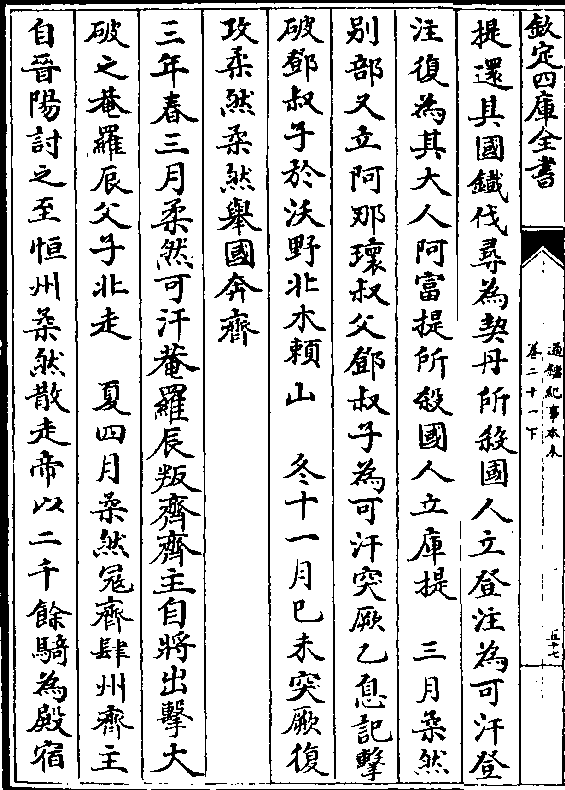 欽定四庫全書
通鑑紀事本末
卷二十一下
五十七
提還其國鐵伐尋為契丹所殺國人立登注為可汗登
注復為其大人阿富提所殺國人立庫提　三月柔然
別部又立阿那瓌叔父鄧叔子為可汗突厥乙息記擊
破鄧叔子於沃野北木賴山　冬十一月巳未突厥復
攻柔然柔然舉國奔齊
三年春三月柔然可汗菴羅辰叛齊齊主自將出擊大
破之菴羅辰父子北走　夏四月柔然寇齊肆州齊主
自晉陽討之至恒州柔然散走帝以二千餘騎為殿宿